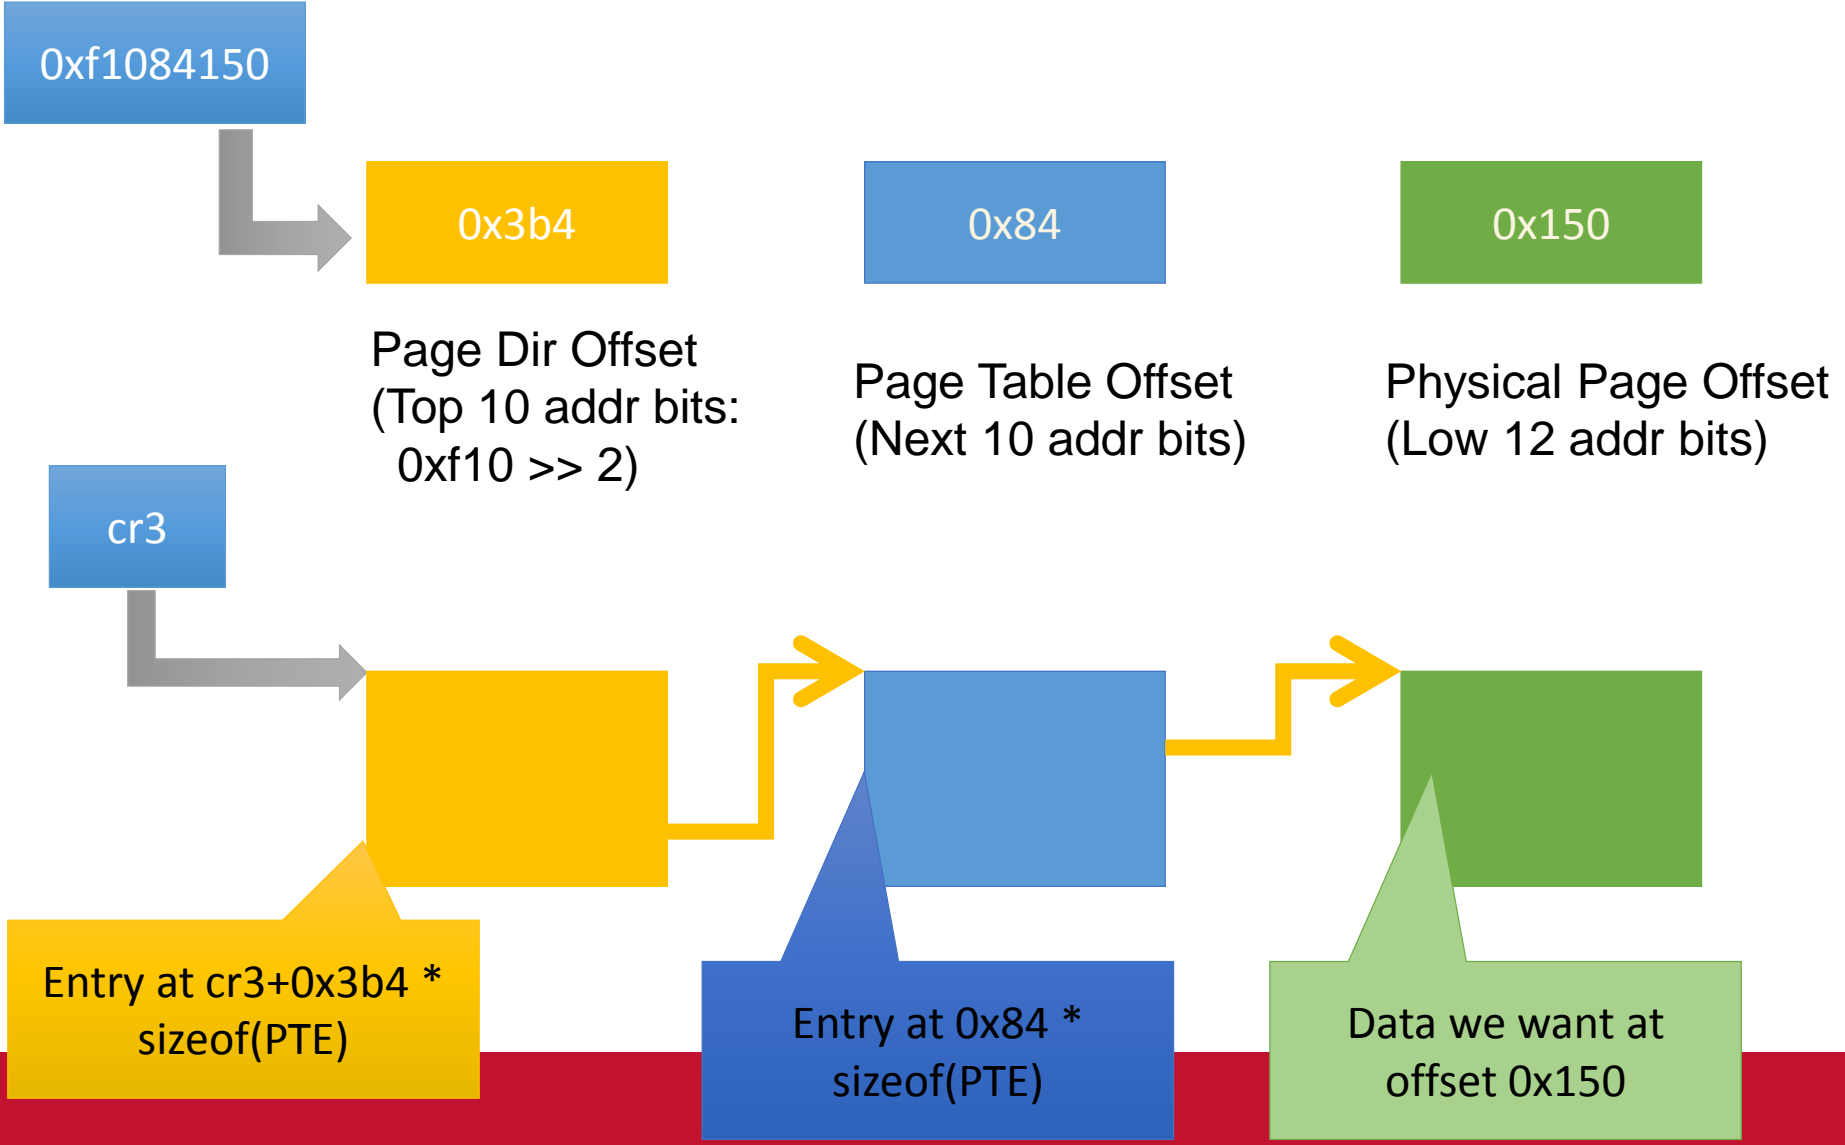 0xf1084150
0x3b4
0x84
0x150
Page Dir Offset
(Top 10 addr bits:
0xf10 >> 2)
Page Table Offset
(Next 10 addr bits)
Physical Page Offset
(Low 12 addr bits)
cr3
Entry at cr3+0x3b4 *
sizeof(PTE)
Entry at 0x84 *
sizeof(PTE)
Data we want at
offset 0x150